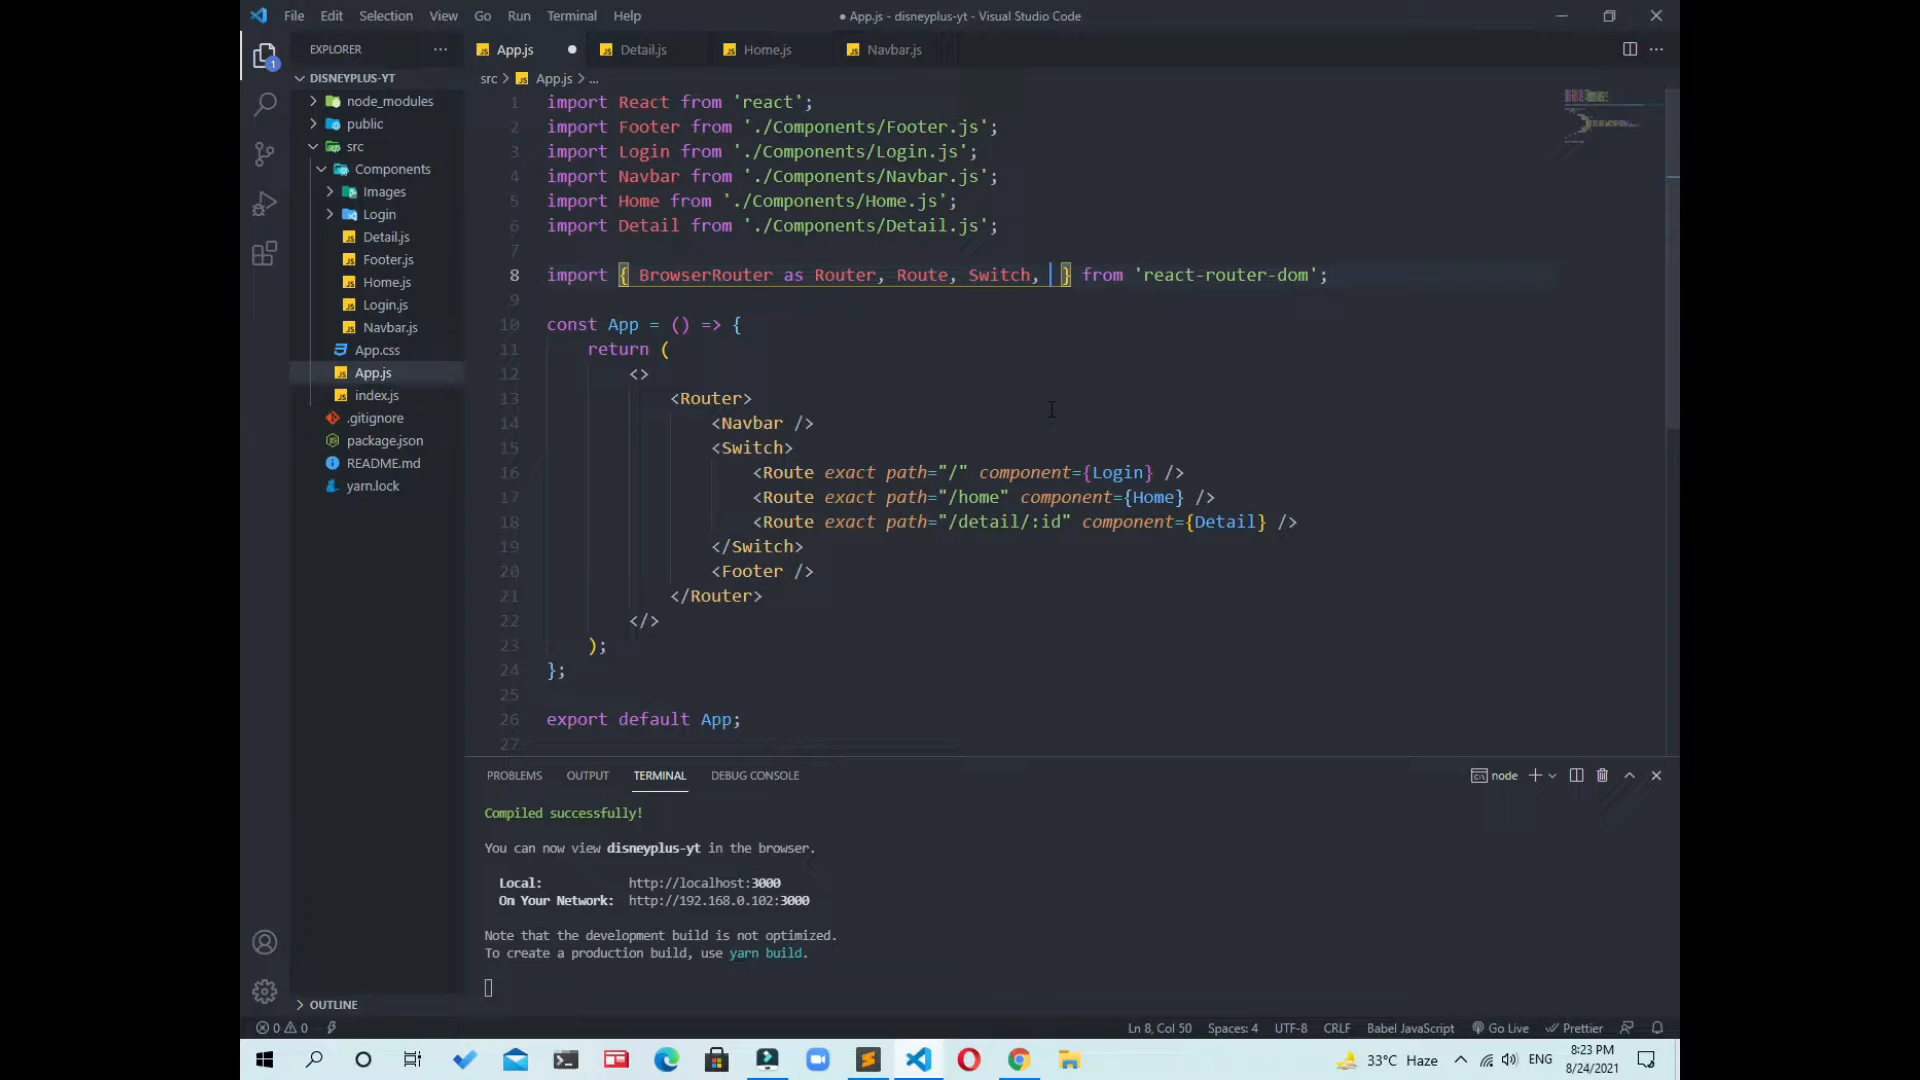 File Edit Selection View Go Run Terminal Help
● App.js - disneyplus-yt - Visual Studio Code
EXPLORER
App.js
Detail.js
Home.js
Navbar.js
1
DISNEYPLUS-YT
node_modules
public
src
Components
Images
Login
Detail.js
Footer.js
Home.js
Login.js
Navbar.js
App.css
App.js
index.js
.gitignore
package.json
README.md
yarn.lock
OUTLINE
src > App.js > ...
1 import React from 'react';
2 import Footer from './Components/Footer.js';
3 import Login from './Components/Login.js';
4 import Navbar from './Components/Navbar.js';
5 import Home from './Components/Home.js';
6 import Detail from './Components/Detail.js';
7
8 import { BrowserRouter as Router, Route, Switch, } from 'react-router-dom';
9
10 const App = () => {
11 return (
12 <>
13 <Router>
14 <Navbar />
15 <Switch>
16 <Route exact path="/" component={Login} />
17 <Route exact path="/home" component={Home} />
18 <Route exact path="/detail/:id" component={Detail} />
19 </Switch>
20 <Footer />
21 </Router>
22 </>
23 );
24 };
25
26 export default App;
27
PROBLEMS OUTPUT TERMINAL DEBUG CONSOLE
node
Compiled successfully!
You can now view disneyplus-yt in the browser.
Local: http://localhost:3000
On Your Network: http://192.168.0.102:3000
Note that the development build is not optimized.
To create a production build, use yarn build.
0 0
Ln 8, Col 50 Spaces: 4 UTF-8 CRLF Babel JavaScript Go Live Prettier
33°C Haze
ENG
8:23 PM
8/24/2021